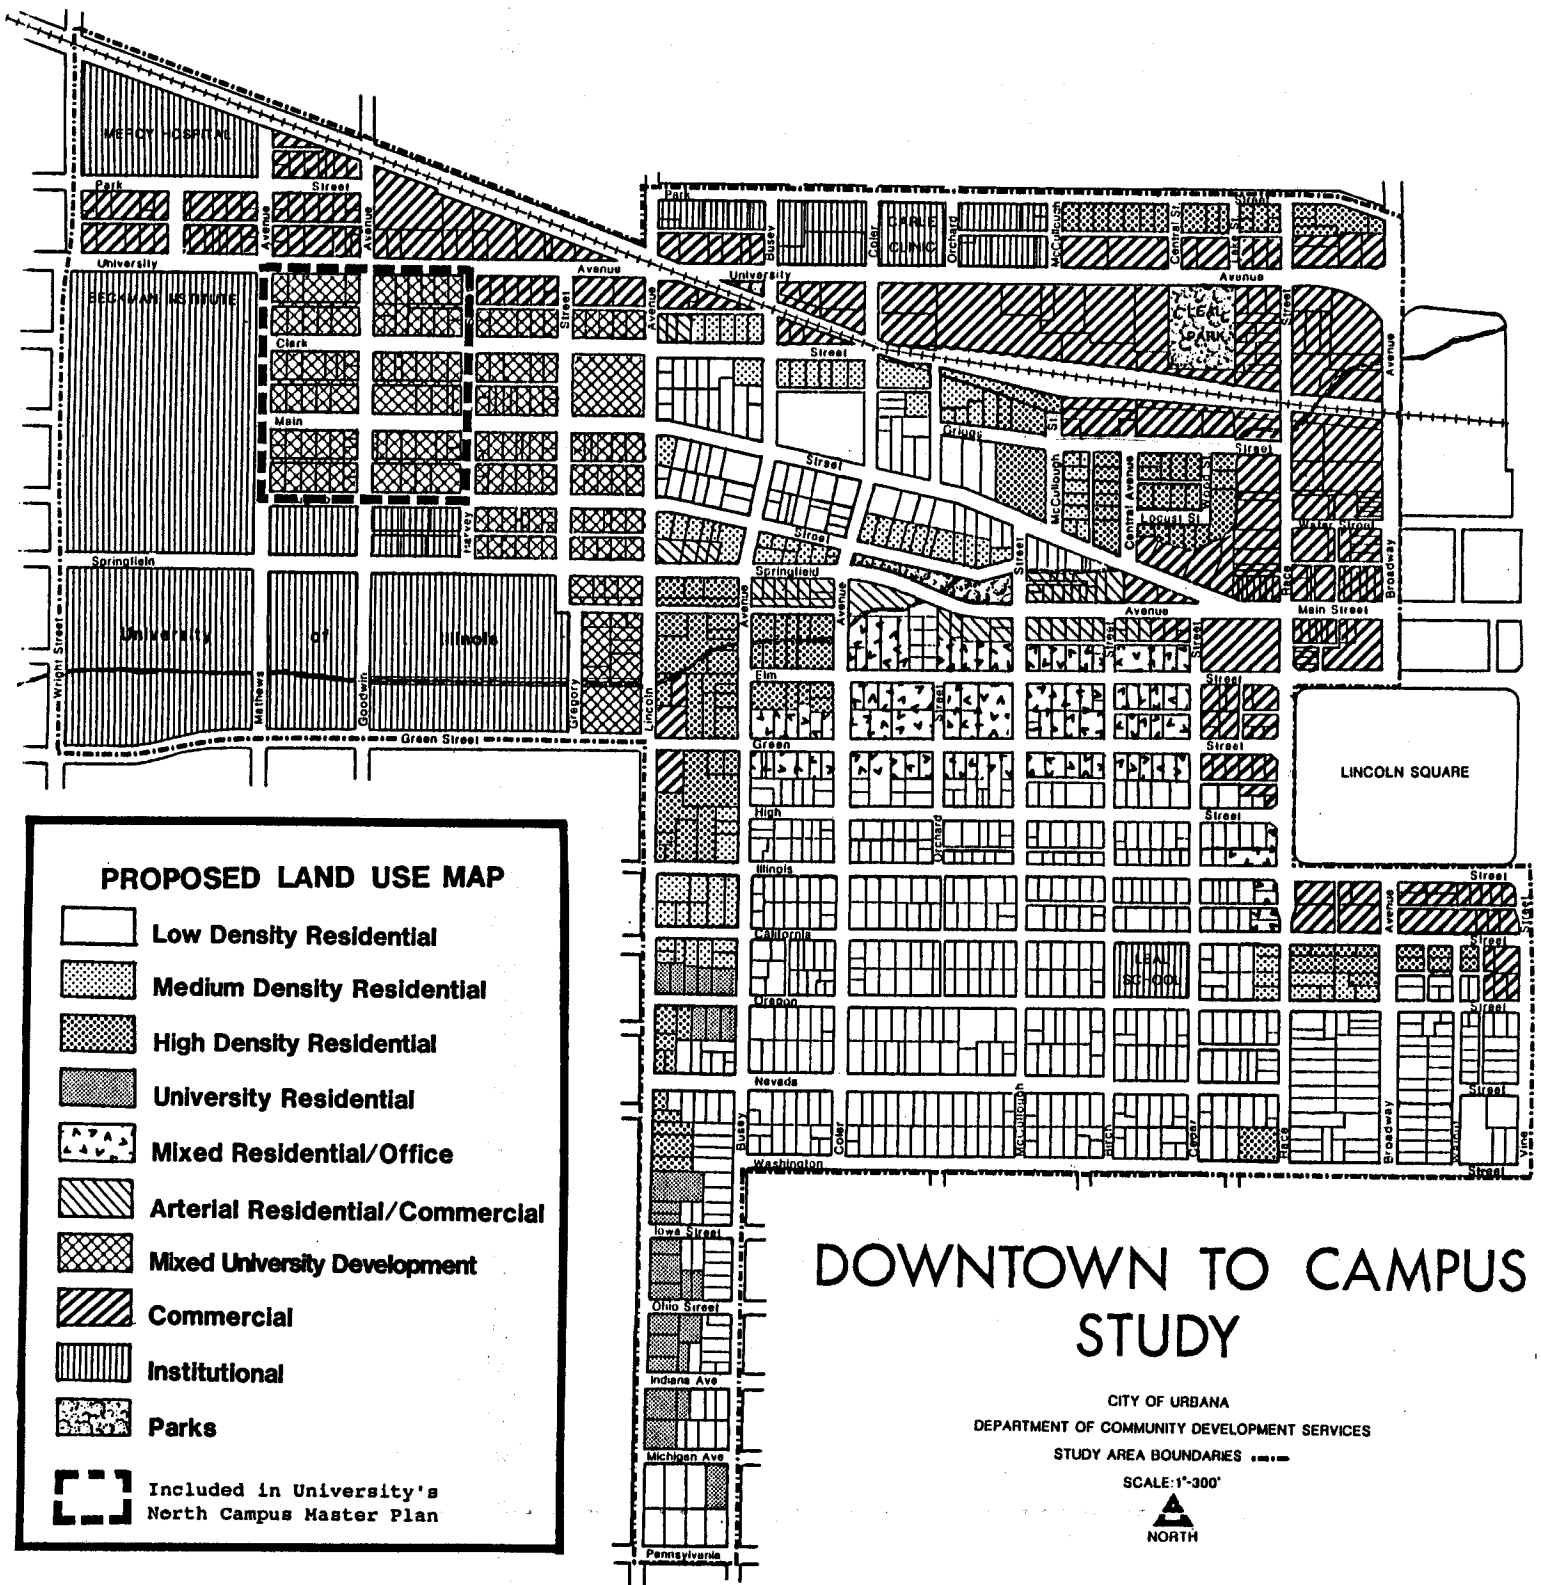 MERCY HOSPITAL
Park
Street
Avenue
Avenue
University
Avenue
BECKMAN INSTITUTE
Clark
Main
Street
Avenue
Harvey
Springfield
University of Illinois
Wright Street
Mathews
Goodwin
Gregory
Lincoln
Green Street
Park
Street
Busey
Coler
CARLE
CLINIC
Orchard
McCullough
Central St.
Lake St.
University
Avenue
Street
Avenue
LEAL
PARK
Street
Griggs
St.
Street
Street
McCullough
Central Avenue
Locust St.
Water Street
Street
Street
Springfield
Avenue
Avenue
Avenue
Race
Broadway
Main Street
Street
Street
Elm
Street
Street
Green
Street
LINCOLN SQUARE
High
Street
Orchard
Illinois
Street
Avenue
Street
California
Street
LEAL
SCHOOL
Oregon
Street
Nevada
Street
Busey
Coler
McCullough
Birch
Cedar
Race
Broadway
Walnut
Vine
Washington
Street
Iowa Street
Ohio Street
Indiana Ave
Michigan Ave
Pennsylvania
PROPOSED LAND USE MAP
Low Density Residential
Medium Density Residential
High Density Residential
University Residential
Mixed Residential/Office
Arterial Residential/Commercial
Mixed University Development
Commercial
Institutional
Parks
Included in University's
North Campus Master Plan
DOWNTOWN TO CAMPUS
STUDY
CITY OF URBANA
DEPARTMENT OF COMMUNITY DEVELOPMENT SERVICES
STUDY AREA BOUNDARIES
SCALE:1"-300'
NORTH